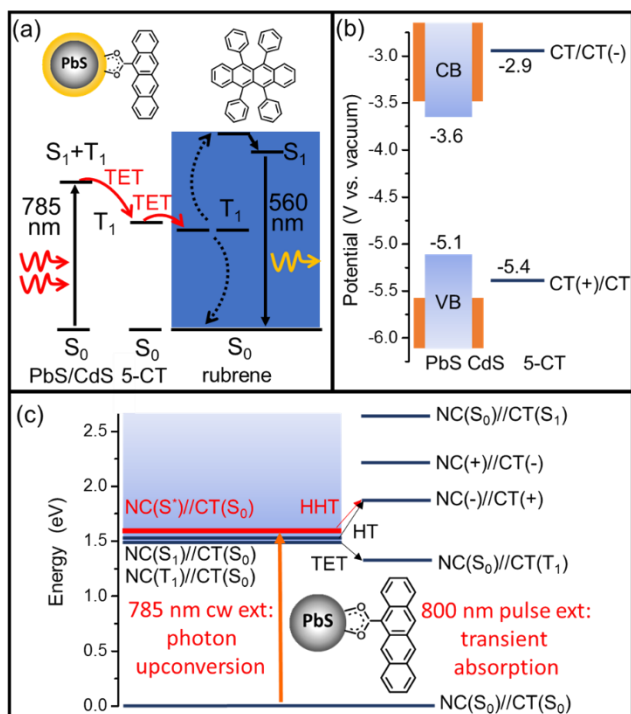 (a)
PbS
S₁+T₁
TET
TET
S₁
785
nm
T₁
T₁
560
nm
S₀
S₀
S₀
PbS/CdS 5-CT
rubrene
(b)
Potential (V vs. vacuum)
-3.0
-3.5
-4.0
-4.5
-5.0
-5.5
-6.0
CB
-3.6
-2.9
CT/CT(-)
-5.1
VB
-5.4
CT(+)/CT
PbS CdS 5-CT
(c)
Energy (eV)
2.5
2.0
1.5
1.0
0.5
0.0
NC(S₀)//CT(S₁)
NC(+)//CT(-)
NC(S*)//CT(S₀)
HHT
NC(-)//CT(+)
HT
NC(S₁)//CT(S₀)
NC(T₁)//CT(S₀)
TET
NC(S₀)//CT(T₁)
785 nm cw ext:
photon
upconversion
PbS
800 nm pulse ext:
transient
absorption
NC(S₀)//CT(S₀)